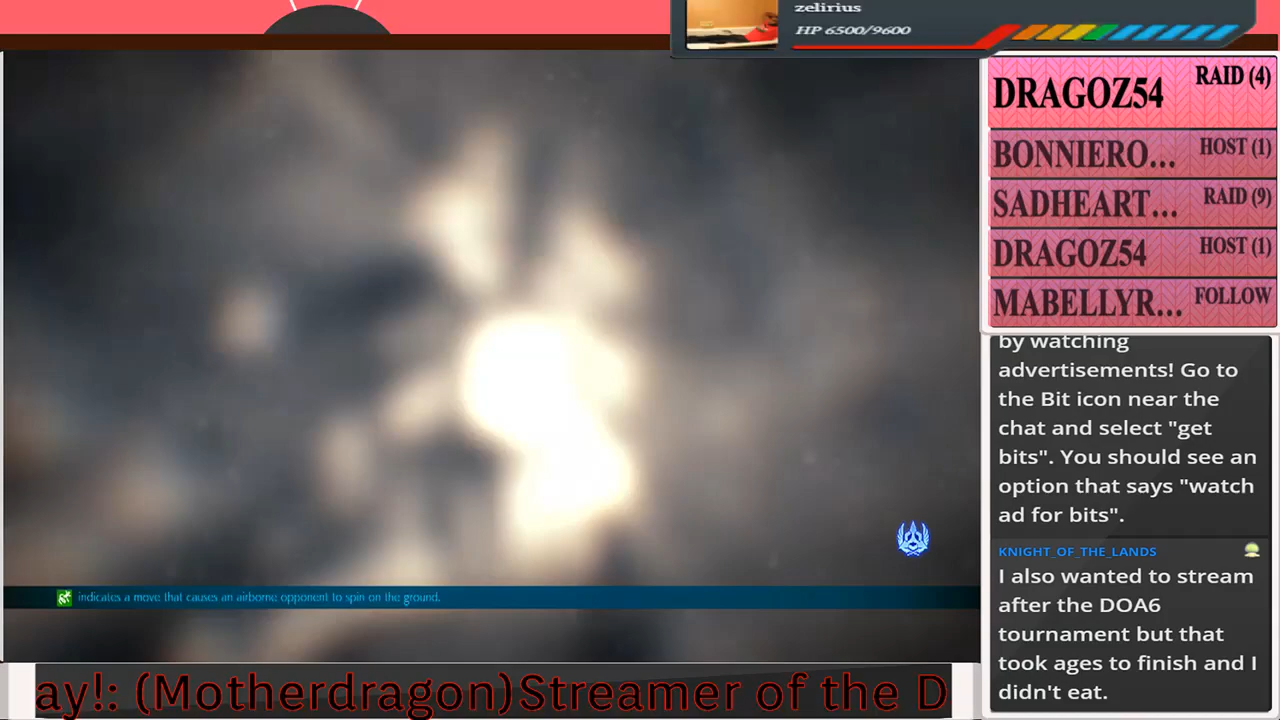 zelirius
HP 6500/9600
DRAGOZ54 RAID (4)
BONNIERO... HOST (1)
SADHEART... RAID (9)
DRAGOZ54 HOST (1)
MABELLYR... FOLLOW
by watching
advertisements! Go to
the Bit icon near the
chat and select "get
bits". You should see an
option that says "watch
ad for bits".
KNIGHT_OF_THE_LANDS
I also wanted to stream
after the DOA6
tournament but that
took ages to finish and I
didn't eat.
indicates a move that causes an airborne opponent to spin on the ground.
ay!: (Motherdragon)Streamer of the D